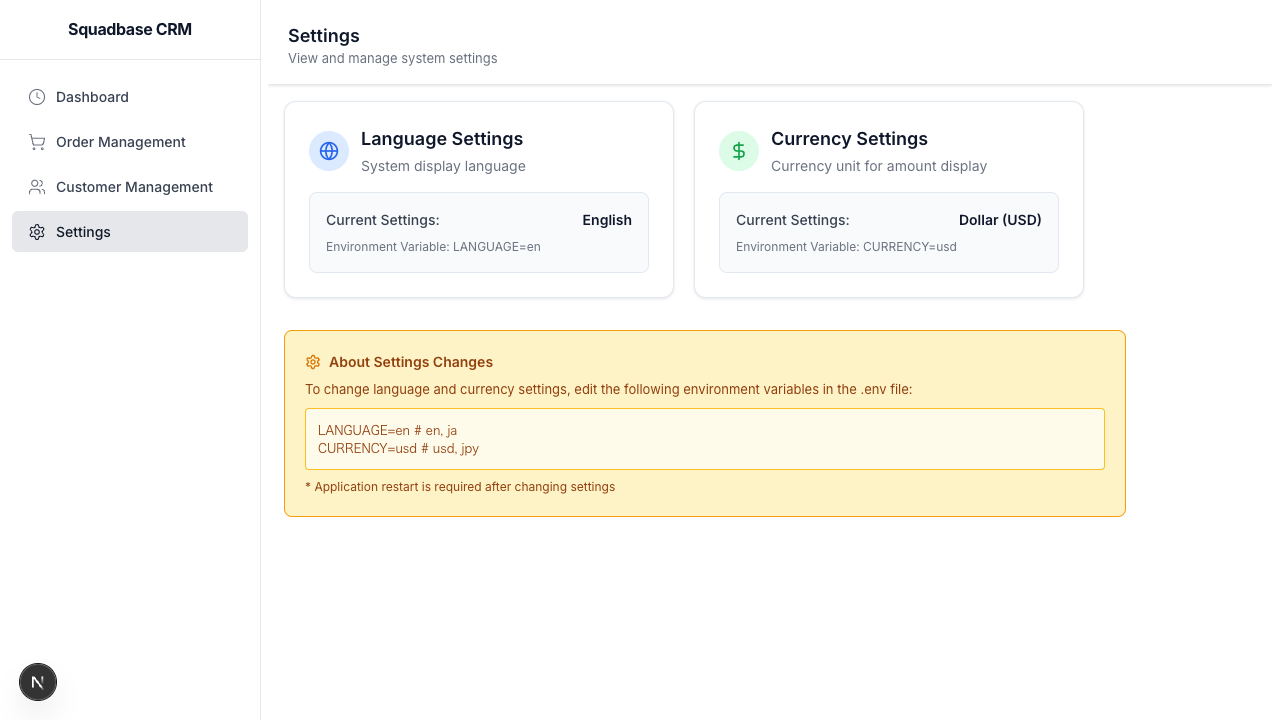 Squadbase CRM
Dashboard
Order Management
Customer Management
Settings
Settings
View and manage system settings
Language Settings
System display language
Current Settings:
English
Environment Variable: LANGUAGE=en
Currency Settings
Currency unit for amount display
Current Settings:
Dollar (USD)
Environment Variable: CURRENCY=usd
About Settings Changes
To change language and currency settings, edit the following environment variables in the .env file:
LANGUAGE=en # en, ja
CURRENCY=usd # usd, jpy
* Application restart is required after changing settings
N